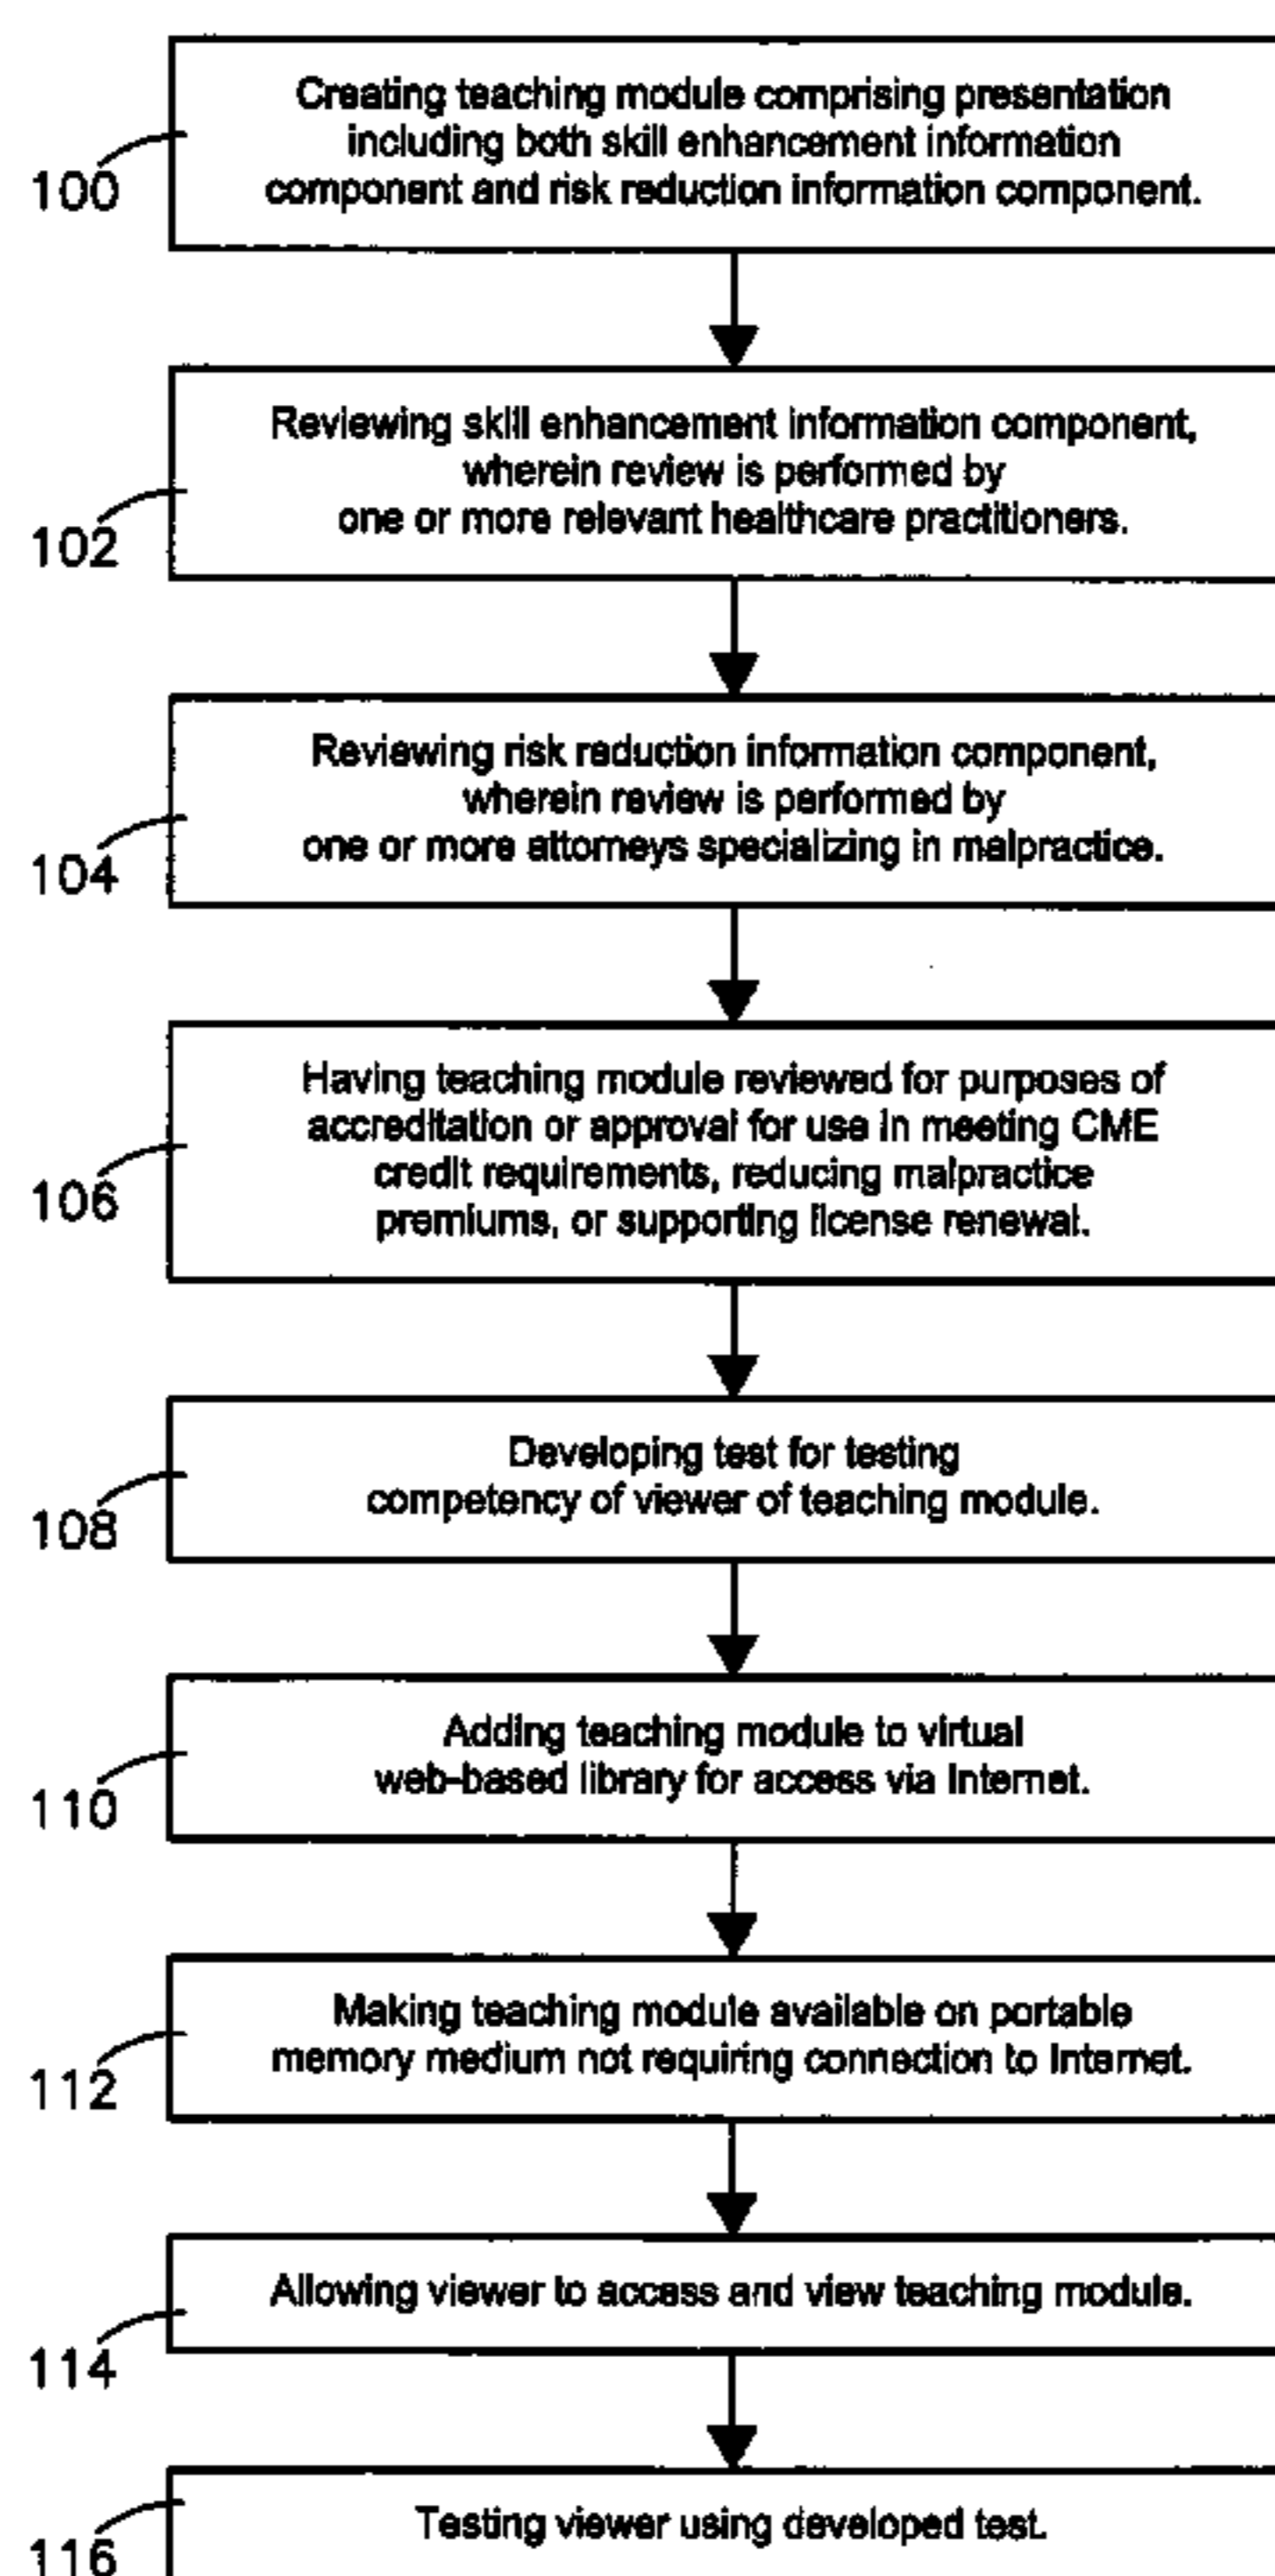 Creating teaching module comprising presentation
including both skill enhancement information
component and risk reduction information component.
100
Reviewing skill enhancement information component,
wherein review is performed by
one or more relevant healthcare practitioners.
102
Reviewing risk reduction information component,
wherein review is performed by
one or more attorneys specializing in malpractice.
104
Having teaching module reviewed for purposes of
accreditation or approval for use in meeting CME
credit requirements, reducing malpractice
premiums, or supporting license renewal.
106
Developing test for testing
competency of viewer of teaching module.
108
Adding teaching module to virtual
web-based library for access via Internet.
110
Making teaching module available on portable
memory medium not requiring connection to Internet.
112
Allowing viewer to access and view teaching module.
114
Testing viewer using developed test.
116